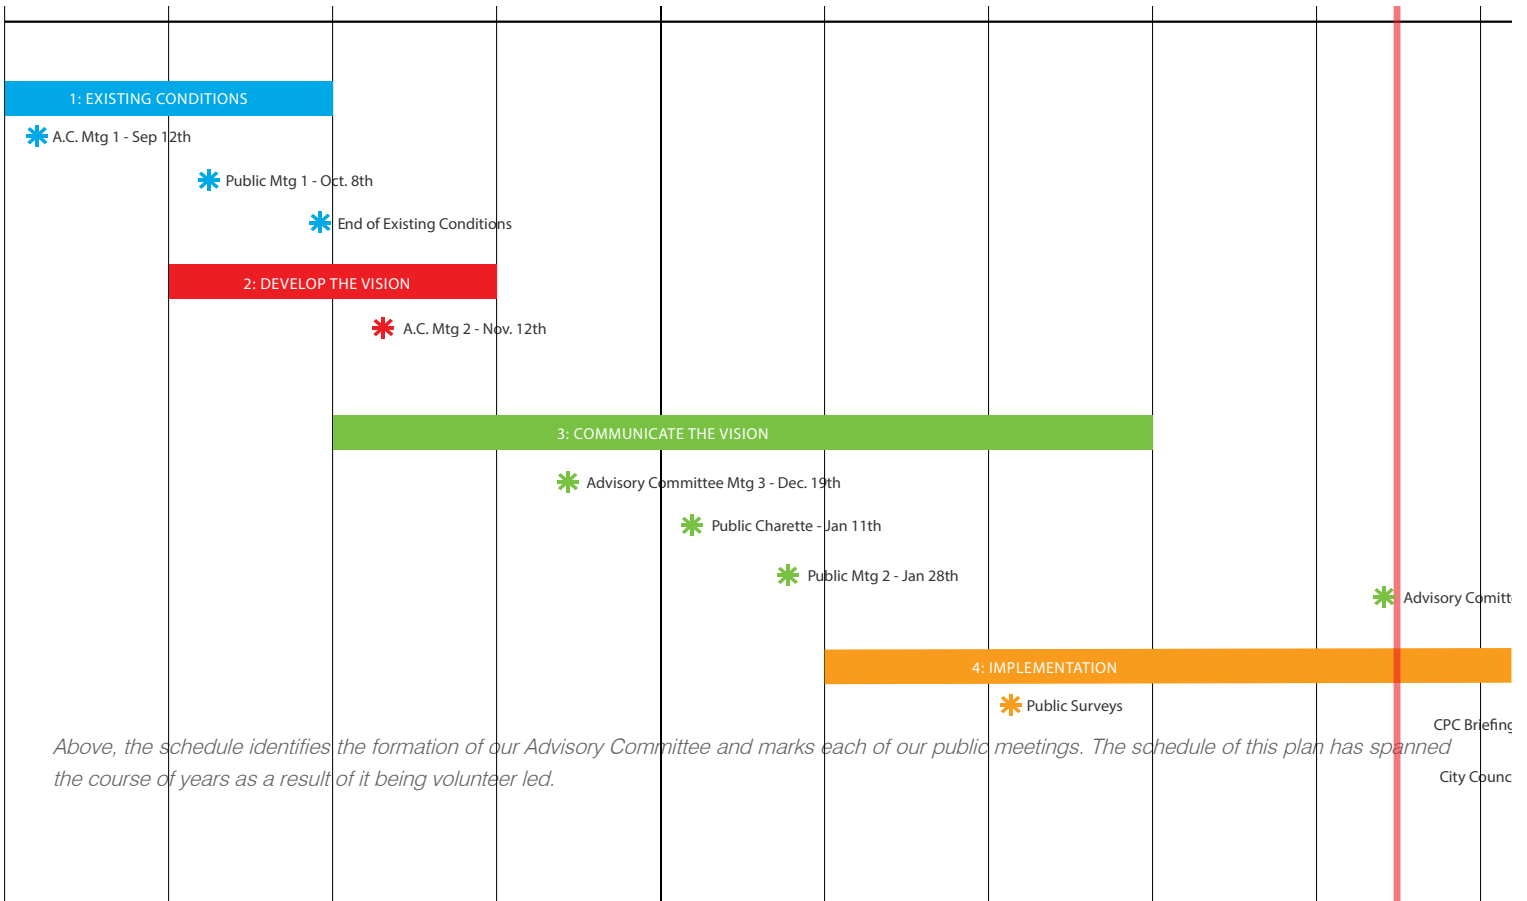 1: EXISTING CONDITIONS
A.C. Mtg 1 - Sep 12th
Public Mtg 1 - Oct. 8th
End of Existing Conditions
2: DEVELOP THE VISION
A.C. Mtg 2 - Nov. 12th
3: COMMUNICATE THE VISION
Advisory Committee Mtg 3 - Dec. 19th
Public Charette - Jan 11th
Public Mtg 2 - Jan 28th
Advisory
4: IMPLEMENTATION
Public Surveys
CPC Briefing
Above, the schedule identifies the formation of our Advisory Committee and marks each of our public meetings. The schedule of this plan has spanned
the course of years as a result of it being volunteer led.
City